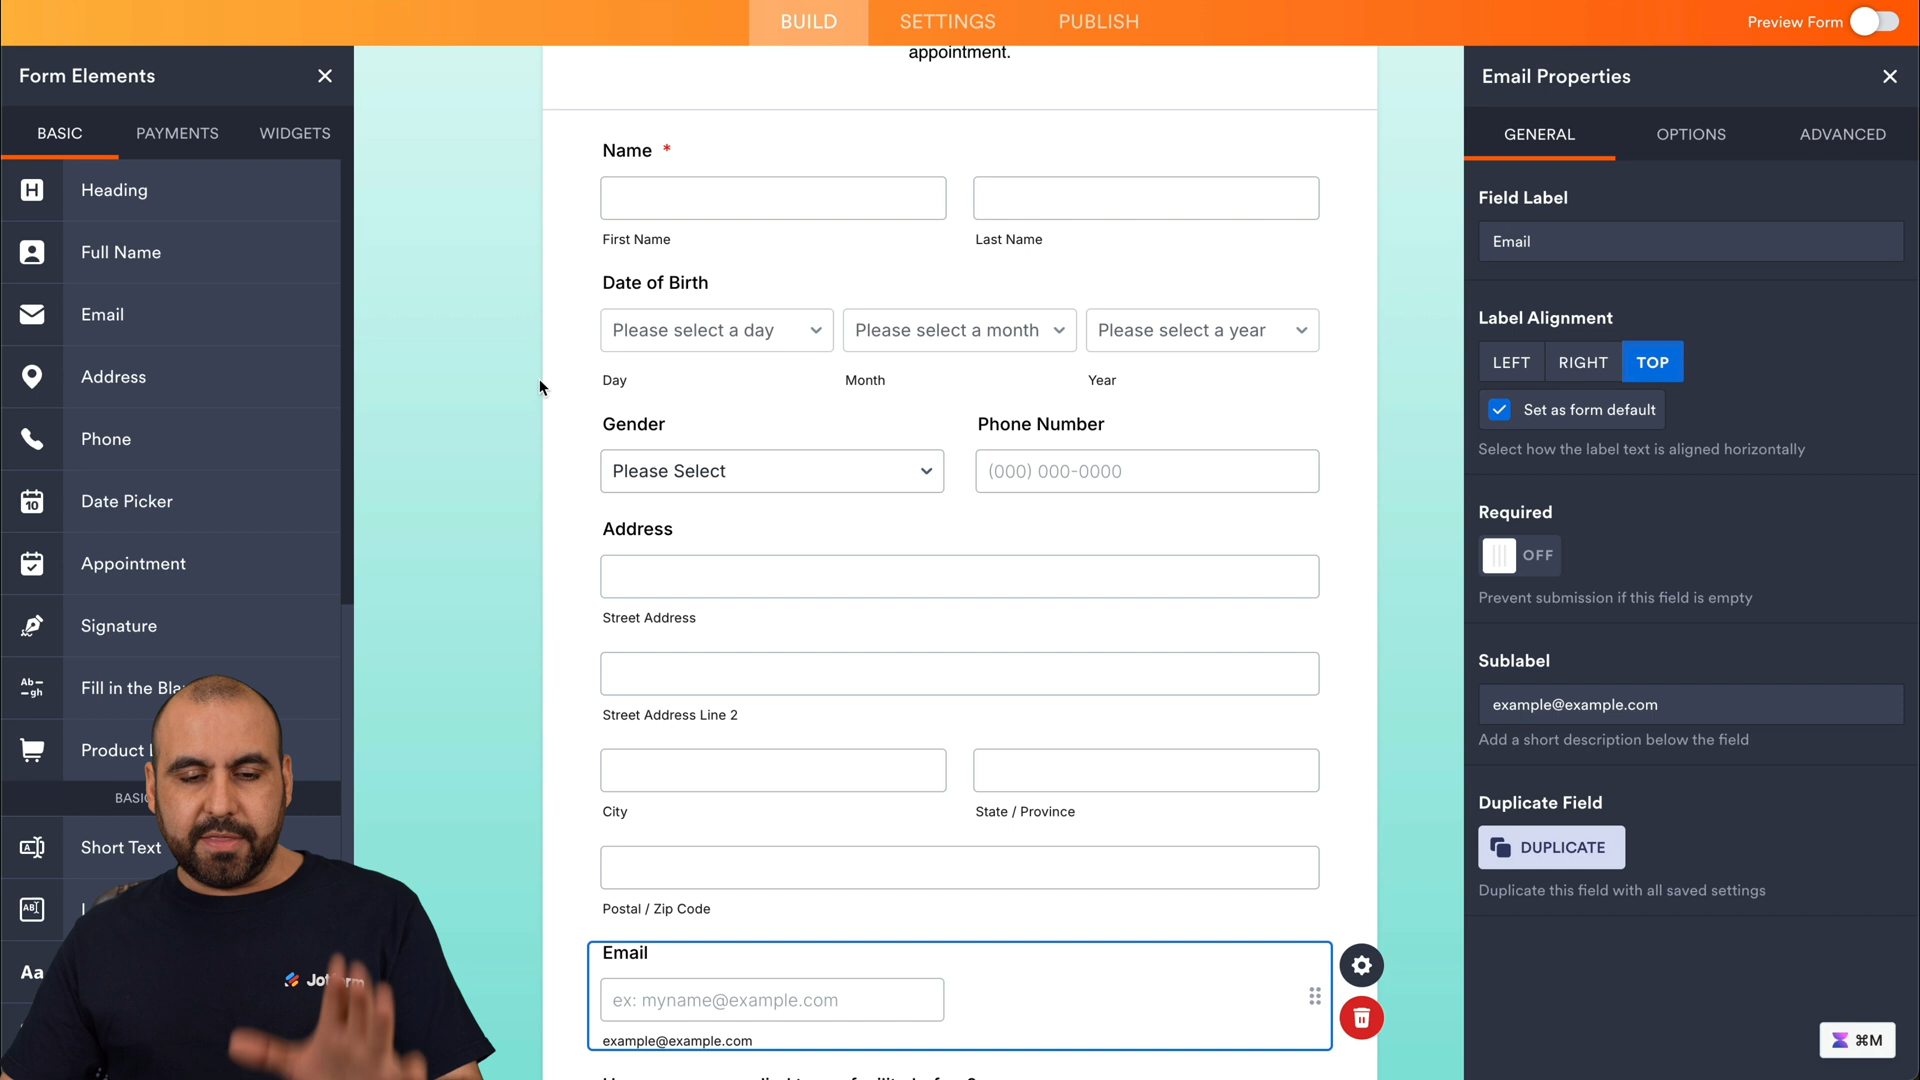 BUILD
SETTINGS
PUBLISH
Preview Form
Form Elements
BASIC
PAYMENTS
WIDGETS
Heading
Full Name
Email
Address
Phone
10
Date Picker
Appointment
Signature
Ab
gh
Fill in the
Product
Short Text
AB
Aa
appointment.
Name *
First Name
Last Name
Date of Birth
Please select a day
Please select a month
Please select a year
Day
Month
Year
Gender
Phone Number
Please Select
(000) 000-0000
Address
Street Address
Street Address Line 2
City
State / Province
Postal / Zip Code
Email
ex: myname@example.com
example@example.com
Email Properties
GENERAL
OPTIONS
ADVANCED
Field Label
Email
Label Alignment
LEFT
RIGHT
TOP
Set as form default
Select how the label text is aligned horizontally
Required
OFF
Prevent submission if this field is empty
Sublabel
example@example.com
Add a short description below the field
Duplicate Field
DUPLICATE
Duplicate this field with all saved settings
⌘M